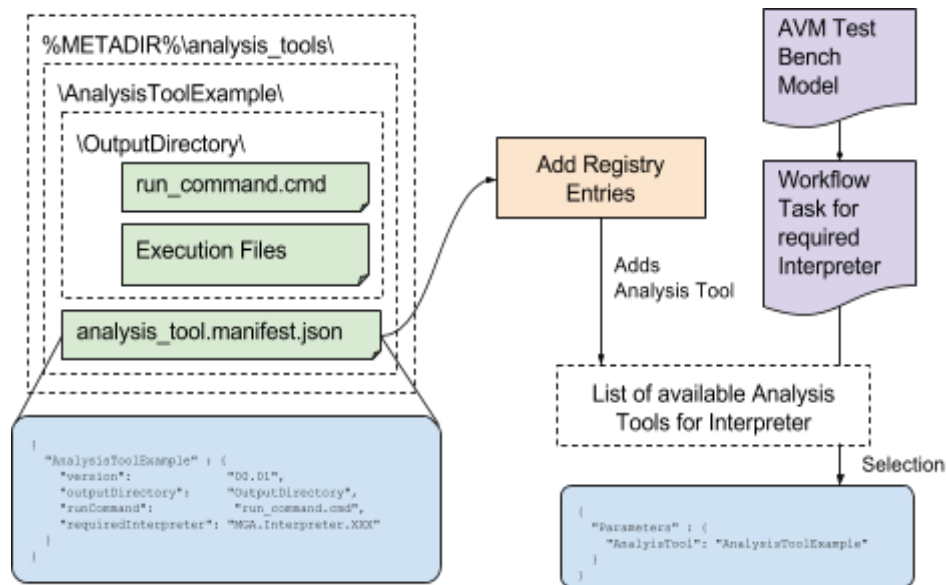 %METADIR%\analysis_tools\
\AnalysisToolExample\
\OutputDirectory\
run_command.cmd
Execution Files
analysis_tool.manifest.json
{
"AnalysisToolExample" : {
"version": "00.01",
"outputDirectory": "OutputDirectory",
"runCommand": "run_command.cmd",
"requiredInterpreter": "MGA.Interpreter.XXX"
}
}
Add Registry
Entries
Adds
Analysis Tool
AVM Test
Bench
Model
Workflow
Task for
required
Interpreter
List of available Analysis
Tools for Interpreter
Selection
{
"Parameters" : {
"AnalyisTool": "AnalysisToolExample"
}
}